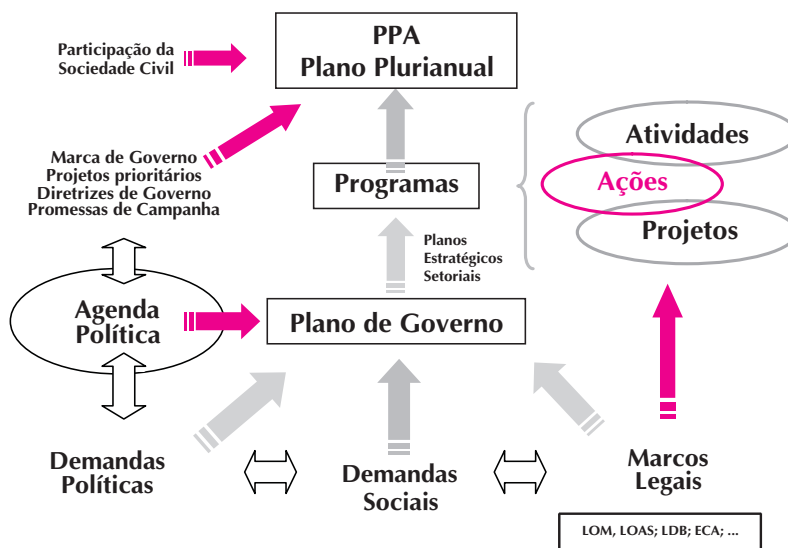 PPA
Plano Plurianual
Participação da
Sociedade Civil
Marca de Governo
Projetos prioritários
Diretrizes de Governo
Promessas de Campanha
Programas
Atividades
Ações
Projetos
Planos
Estratégicos
Setoriais
Agenda
Política
Plano de Governo
Demandas
Políticas
Demandas
Sociais
Marcos
Legais
LOM, LOAS; LDB; ECA; ...